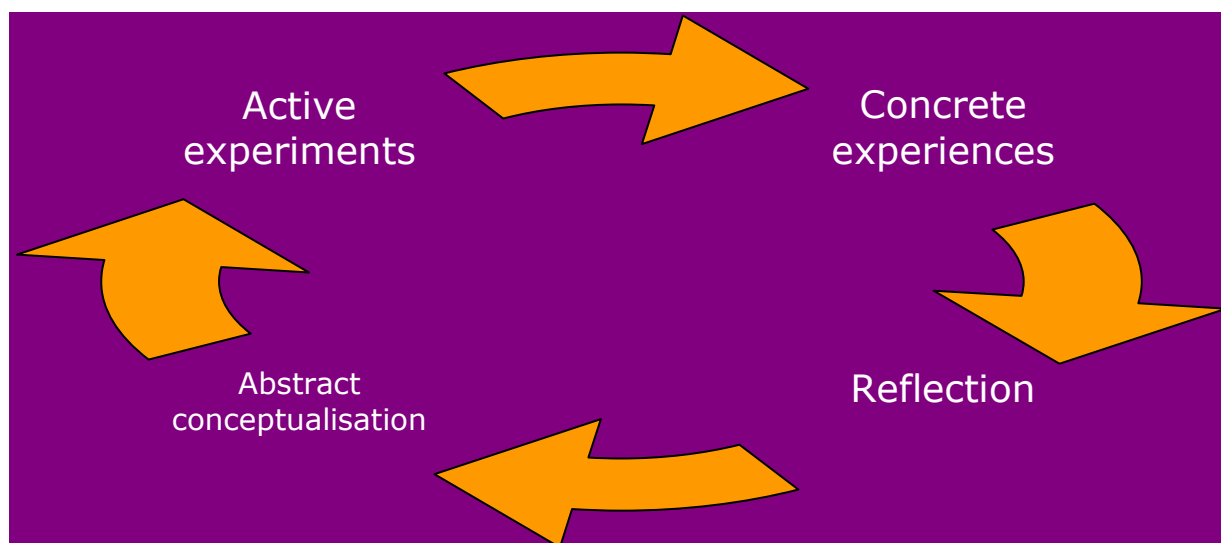 Active
experiments
Concrete
experiences
Abstract
conceptualisation
Reflection